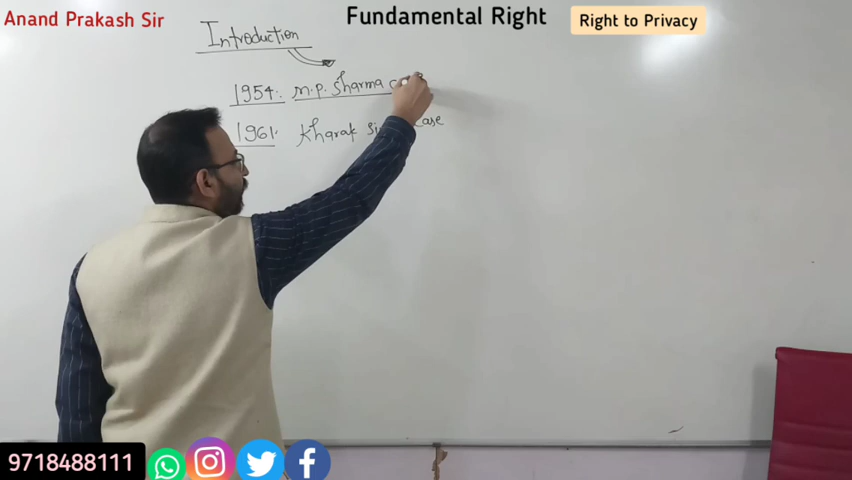 Anand Prakash Sir
Fundamental Right
Right to Privacy
Introduction
1954. M.P. Sharma
1961. Kharak Case
9718488111